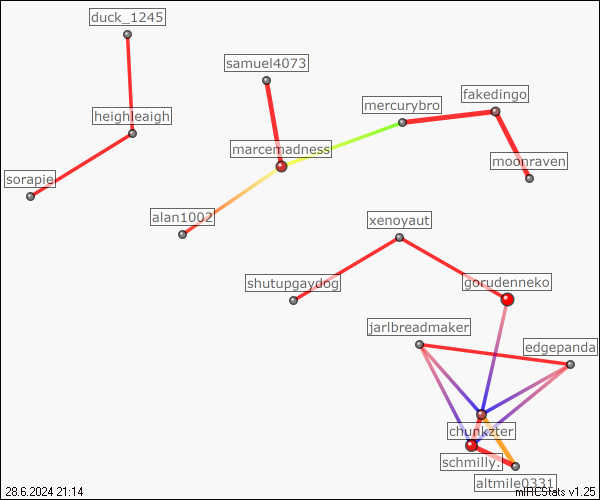 duck_1245
samuel4073
fakedingo
mercurybro
heighleaigh
marcemadness
moonraven
sorapie
alan1002
xenoyaut
shutupgaydog
gorudenneko
jarlbreadmaker
edgepanda
chunkzter
schmilly.
altmile0331
28.6.2024 21:14
mIRCStats v1.25